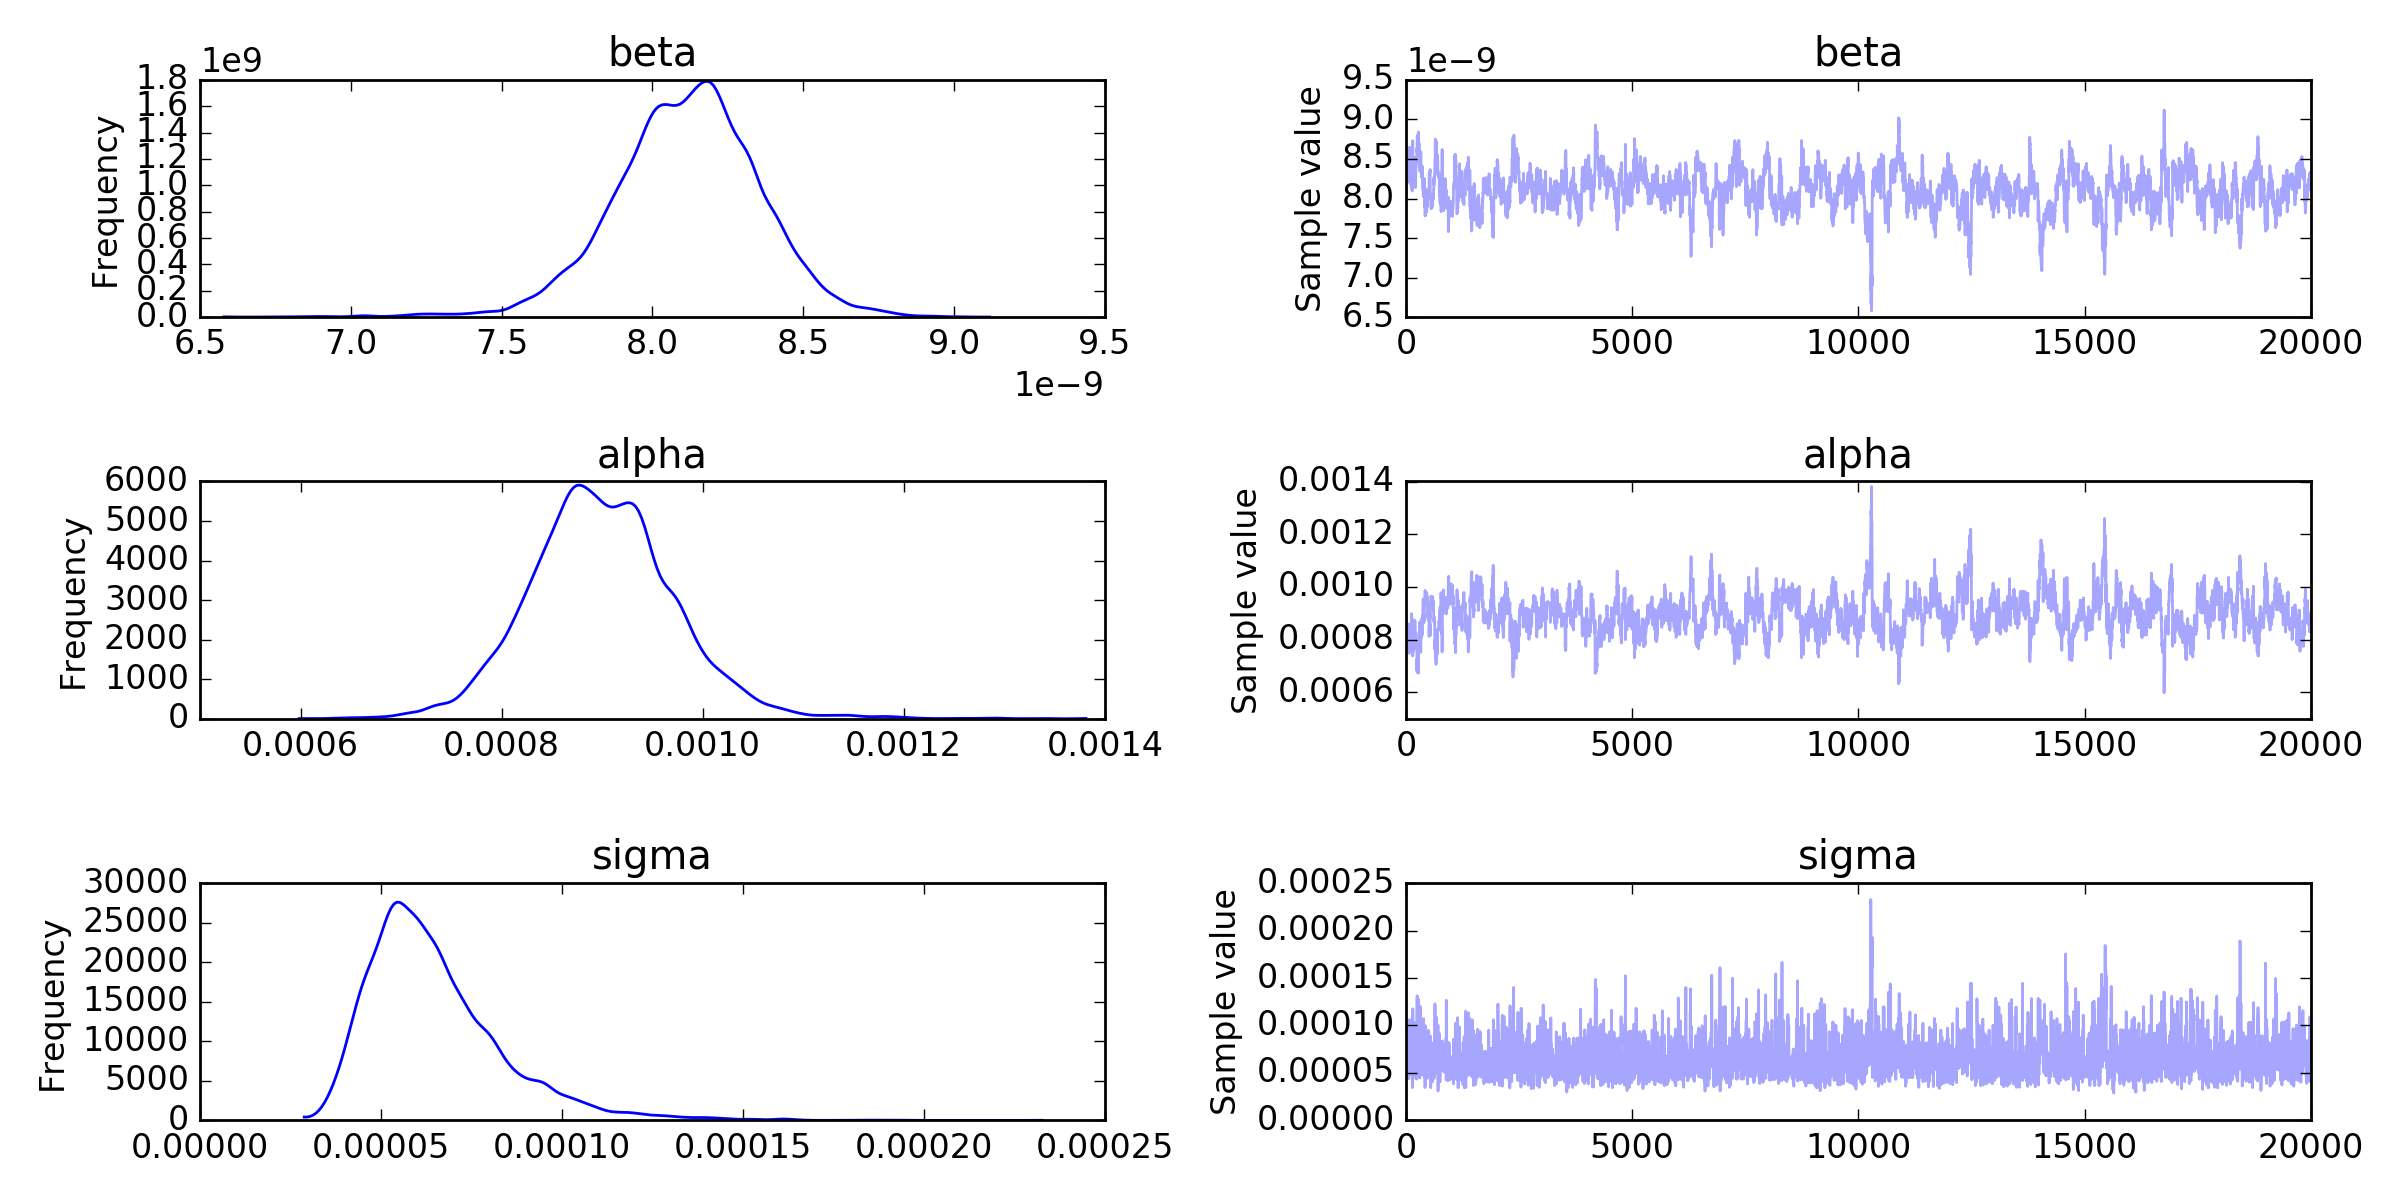 beta
1e9
Frequency
1.8
1.6
1.4
1.2
1.0
0.8
0.6
0.4
0.2
0.0
6.5 7.0 7.5 8.0 8.5 9.0 9.5
1e−9
beta
1e−9
Sample value
9.5
9.0
8.5
8.0
7.5
7.0
6.5
0 5000 10000 15000 20000
alpha
Frequency
6000
5000
4000
3000
2000
1000
0
0.0006 0.0008 0.0010 0.0012 0.0014
alpha
Sample value
0.0014
0.0012
0.0010
0.0008
0.0006
0 5000 10000 15000 20000
sigma
Frequency
30000
25000
20000
15000
10000
5000
0
0.00000 0.00005 0.00010 0.00015 0.00020 0.00025
sigma
Sample value
0.00025
0.00020
0.00015
0.00010
0.00005
0.00000
0 5000 10000 15000 20000